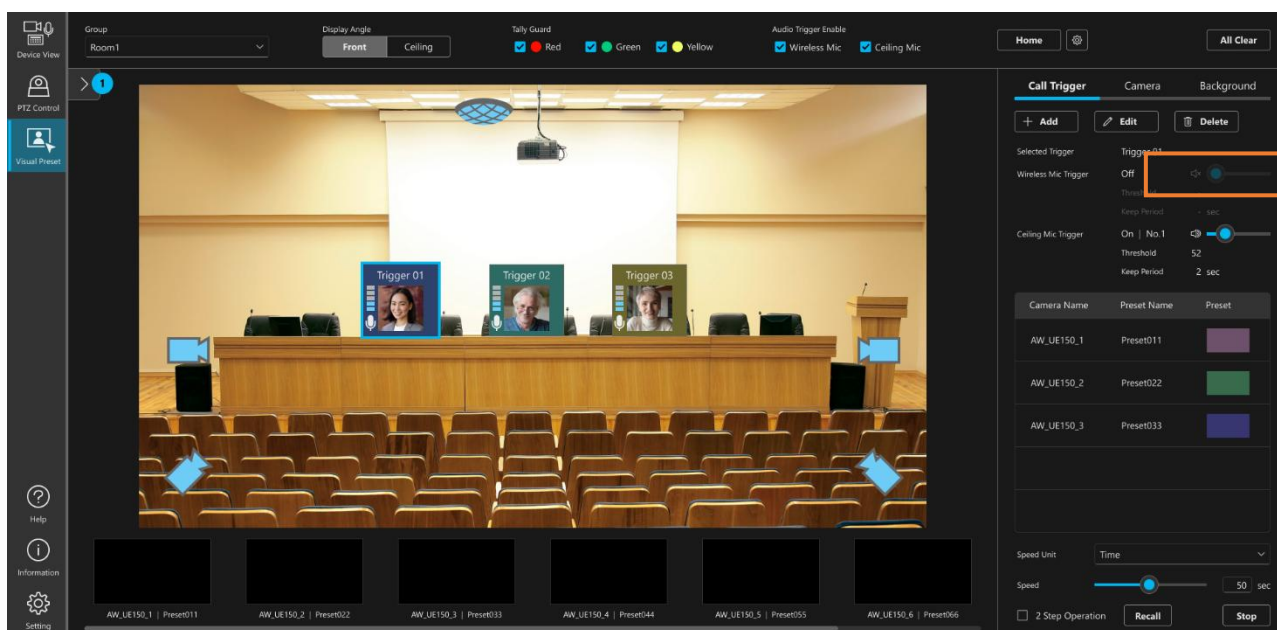 Device View
PTZ Control
Visual Preset
Help
Information
Setting
Group
Room1
Display Angle
Front
Ceiling
Tally Guard
Red
Green
Yellow
Audio Trigger Enable
Wireless Mic
Ceiling Mic
Home
All Clear
1
Trigger 01
Trigger 02
Trigger 03
AW_UE150_1 | Preset011
AW_UE150_2 | Preset022
AW_UE150_3 | Preset033
AW_UE150_4 | Preset044
AW_UE150_5 | Preset055
AW_UE150_6 | Preset066
Call Trigger
Camera
Background
+ Add
Edit
Delete
Selected Trigger Trigger 01
Wireless Mic Trigger Off
Threshold -
Keep Period - sec
Ceiling Mic Trigger On | No.1
Threshold 52
Keep Period 2 sec
Camera Name Preset Name Preset
AW_UE150_1 Preset011
AW_UE150_2 Preset022
AW_UE150_3 Preset033
Speed Unit Time
Speed 50 sec
2 Step Operation Recall Stop